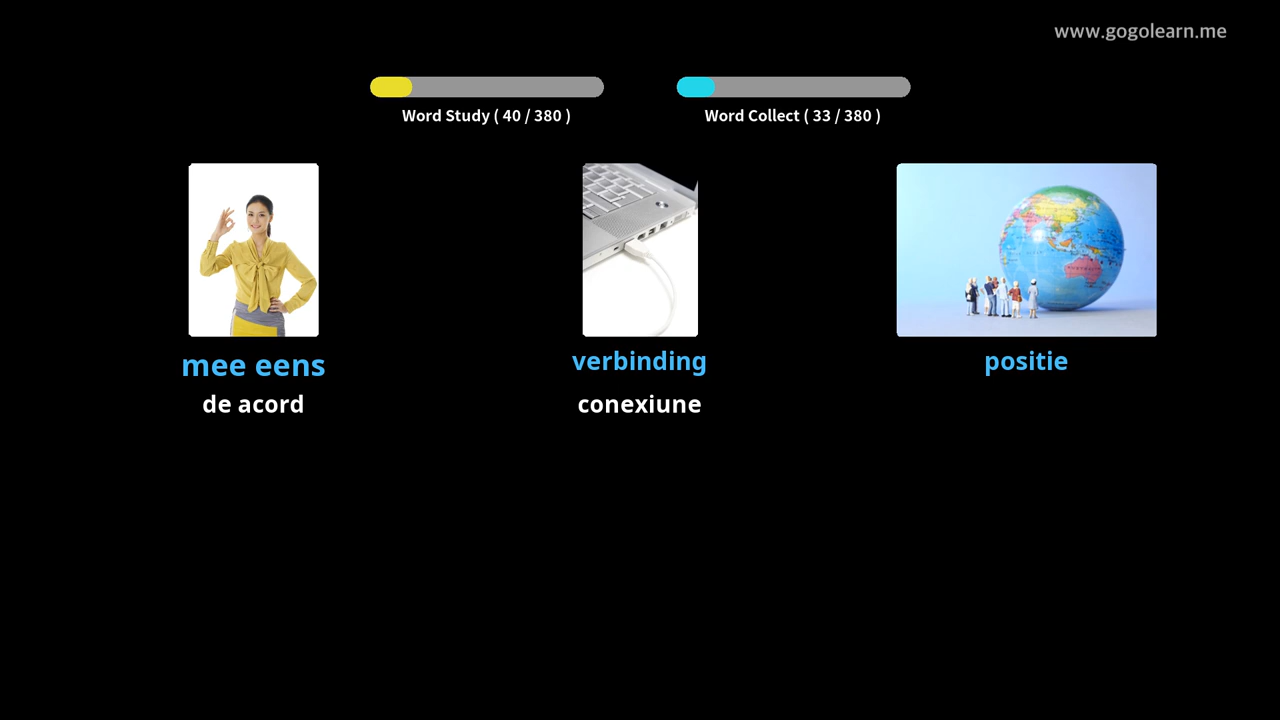 www.gogolearn.me
Word Study ( 40 / 380 )
Word Collect ( 33 / 380 )
mee eens
de acord
verbinding
conexiune
positie